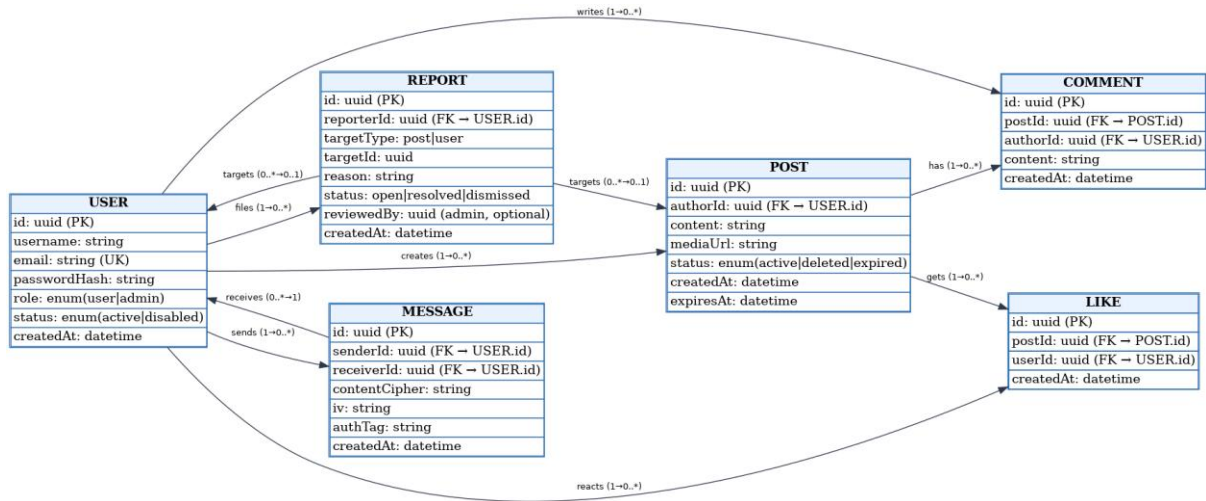 writes (1→0..*)
REPORT
id: uuid (PK)
reporterId: uuid (FK → USER.id)
targetType: post|user
targetId: uuid
reason: string
status: open|resolved|dismissed
reviewedBy: uuid (admin, optional)
createdAt: datetime
COMMENT
id: uuid (PK)
postId: uuid (FK → POST.id)
authorId: uuid (FK → USER.id)
content: string
createdAt: datetime
targets (0..*→0..1)
files (1→0..*)
targets (0..*→0..1)
has (1→0..*)
POST
id: uuid (PK)
authorId: uuid (FK → USER.id)
content: string
mediaUrl: string
status: enum(active|deleted|expired)
createdAt: datetime
expiresAt: datetime
USER
id: uuid (PK)
username: string
email: string (UK)
passwordHash: string
role: enum(user|admin)
status: enum(active|disabled)
createdAt: datetime
creates (1→0..*)
gets (1→0..*)
receives (0..*→1)
sends (1→0..*)
MESSAGE
id: uuid (PK)
senderId: uuid (FK → USER.id)
receiverId: uuid (FK → USER.id)
contentCipher: string
iv: string
authTag: string
createdAt: datetime
LIKE
id: uuid (PK)
postId: uuid (FK → POST.id)
userId: uuid (FK → USER.id)
createdAt: datetime
reacts (1→0..*)